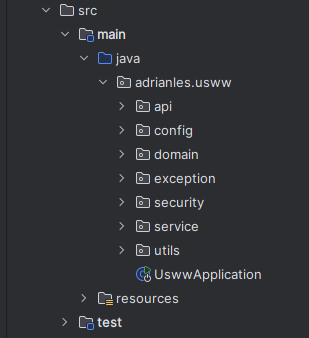 src
main
java
adrianles.usww
api
config
domain
exception
security
service
utils
UswwApplication
resources
test